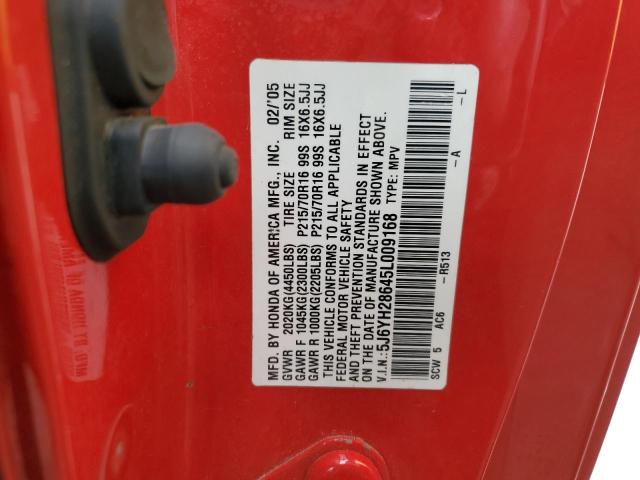 MFD. BY HONDA OF AMERICA MFG., INC. 02/'05
GVWR 2020KG(4450LBS) TIRE SIZE RIM SIZE
GAWR F 1045KG(2300LBS) P215/70R16 99S 16X6.5JJ
GAWR R 1000KG(2205LBS) P215/70R16 99S 16X6.5JJ
THIS VEHICLE CONFORMS TO ALL APPLICABLE
FEDERAL MOTOR VEHICLE SAFETY
AND THEFT PREVENTION STANDARDS IN EFFECT
ON THE DATE OF MANUFACTURE SHOWN ABOVE.
V.I.N.:5J6YH28645L009168 TYPE: MPV
SCW 5 AC6 -R513 -A -L